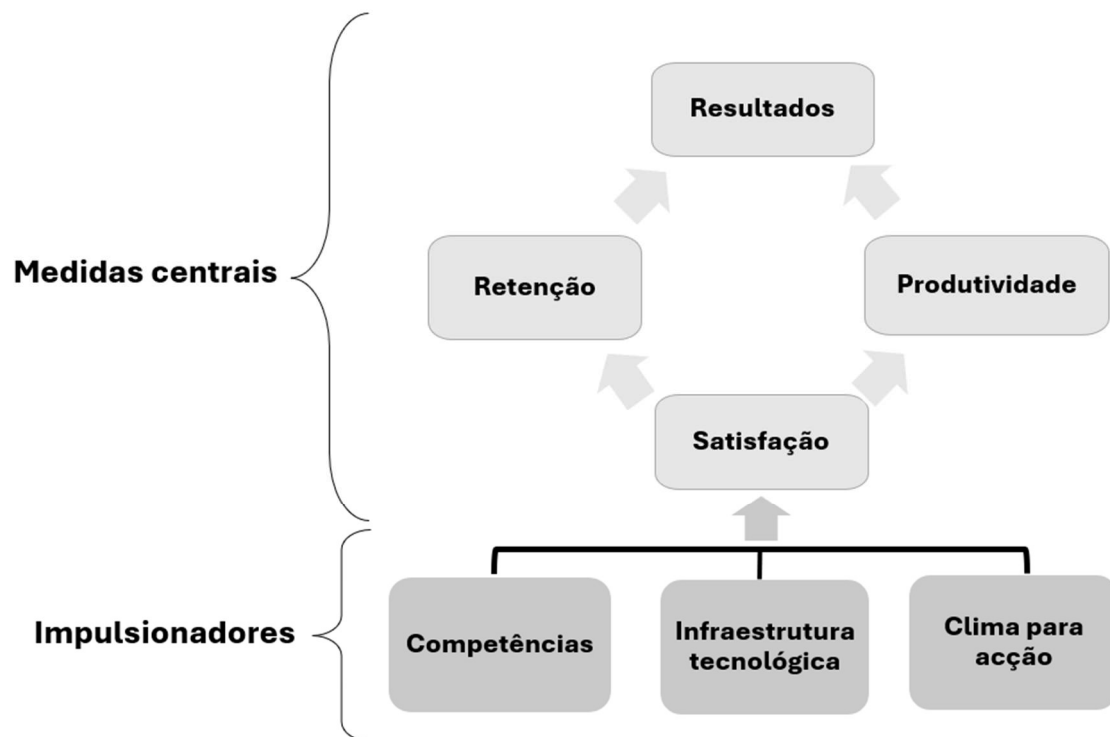 Resultados
Medidas centrais
Retenção
Produtividade
Satisfação
Impulsionadores
Competências
Infraestrutura
tecnológica
Clima para
acção